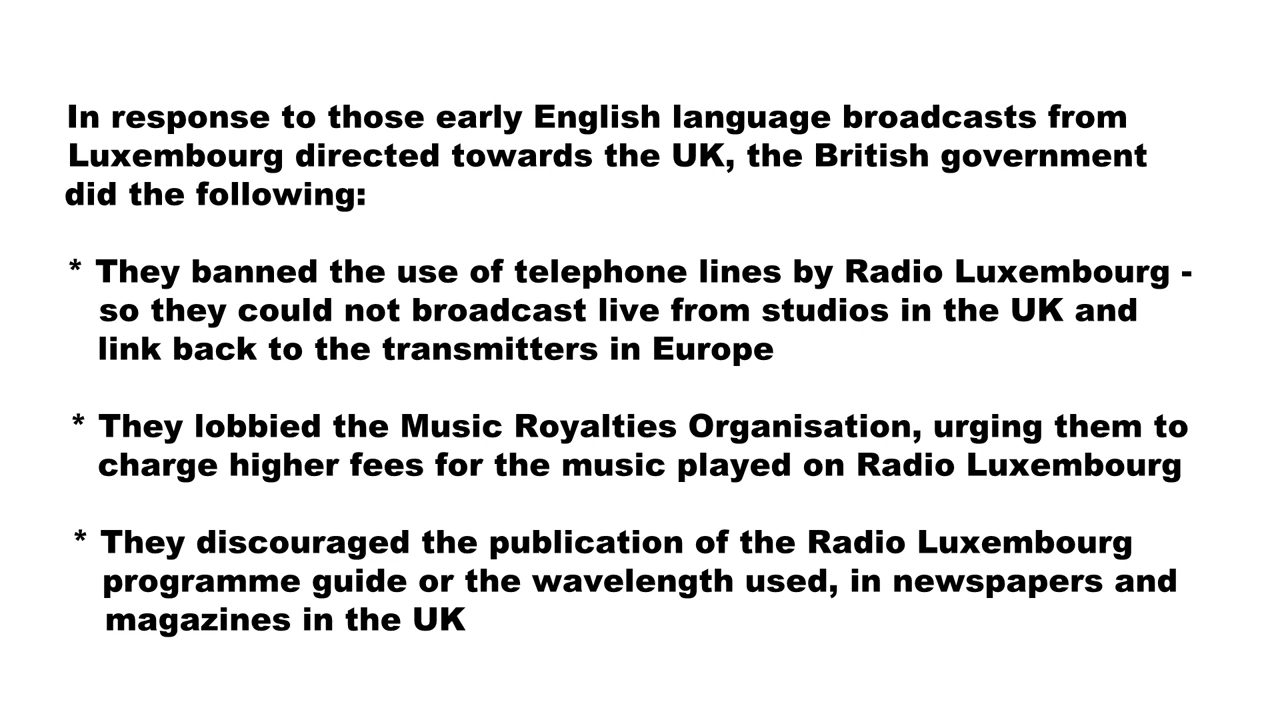 In response to those early English language broadcasts from
Luxembourg directed towards the UK, the British government
did the following:
* They banned the use of telephone lines by Radio Luxembourg -
so they could not broadcast live from studios in the UK and
link back to the transmitters in Europe
* They lobbied the Music Royalties Organisation, urging them to
charge higher fees for the music played on Radio Luxembourg
* They discouraged the publication of the Radio Luxembourg
programme guide or the wavelength used, in newspapers and
magazines in the UK